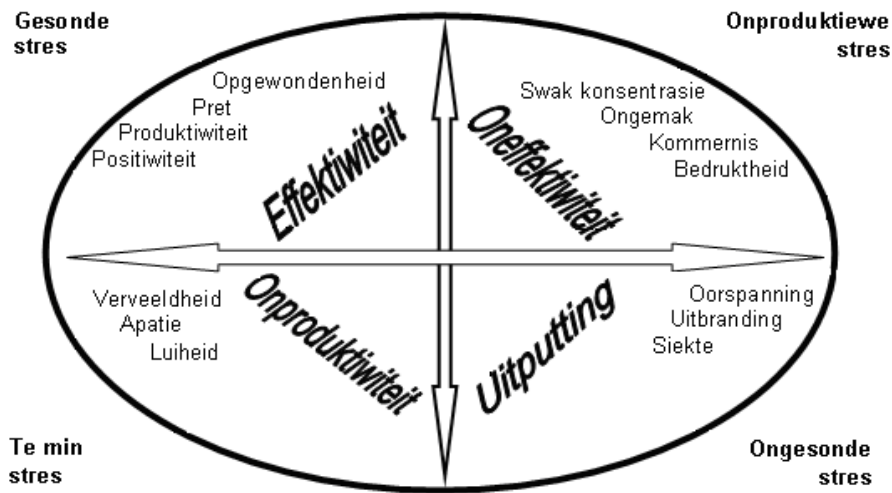 Gesonde
stres
Onproduktiewe
stres
Opgewondenheid
Pret
Produktiwiteit
Positiwiteit
Effektiwiteit
Swak konsentrasie
Ongemak
Kommernis
Bedruktheid
Oneffektiwiteit
Verveeldheid
Apatie
Luiheid
Onproduktiwiteit
Oorspanning
Uitbranding
Siekte
Uitputting
Te min
stres
Ongesonde
stres